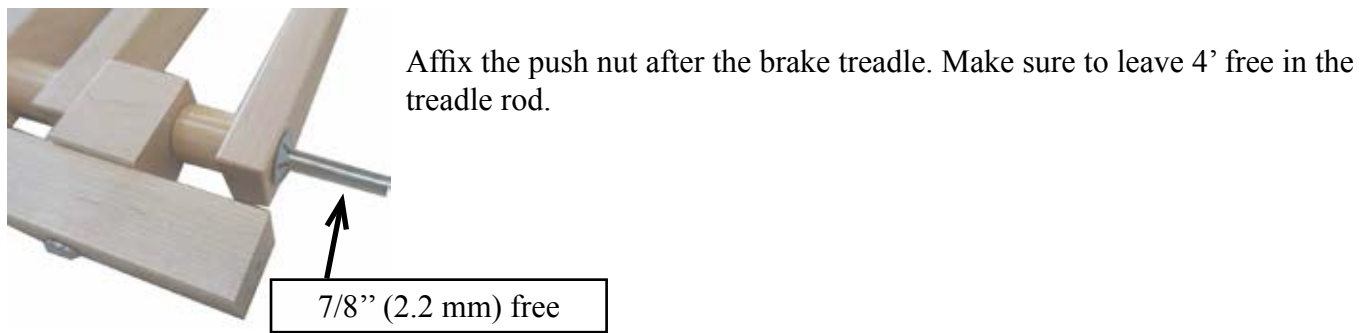 Affix the push nut after the brake treadle. Make sure to leave 4’ free in the
treadle rod.
7/8’’ (2.2 mm) free